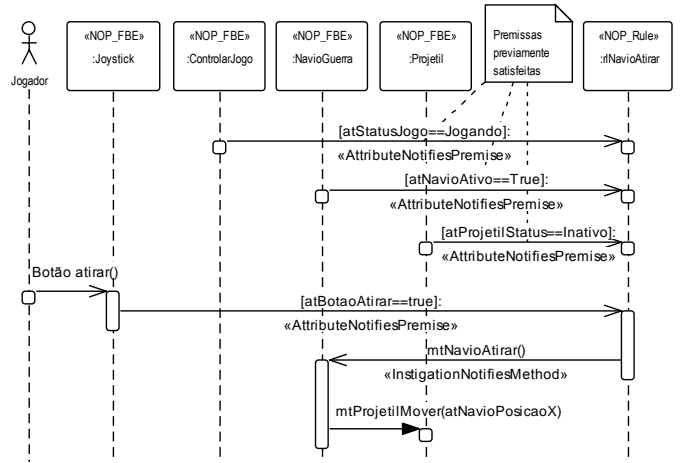 Jogador
«NOP_FBE»
:Joystick
«NOP_FBE»
:ControlarJogo
«NOP_FBE»
:NavioGuerra
«NOP_FBE»
:Projetil
Premissas
previamente
satisfeitas
«NOP_Rule»
:rlNavioAtirar
[atStatusJogo==Jogando]:
«AttributeNotifiesPremise»
[atNavioAtivo==True]:
«AttributeNotifiesPremise»
[atProjetilStatus==Inativo]:
«AttributeNotifiesPremise»
Botão atirar()
[atBotaoAtirar==true]:
«AttributeNotifiesPremise»
mtNavioAtirar()
«InstigationNotifiesMethod»
mtProjetilMover(atNavioPosicaoX)